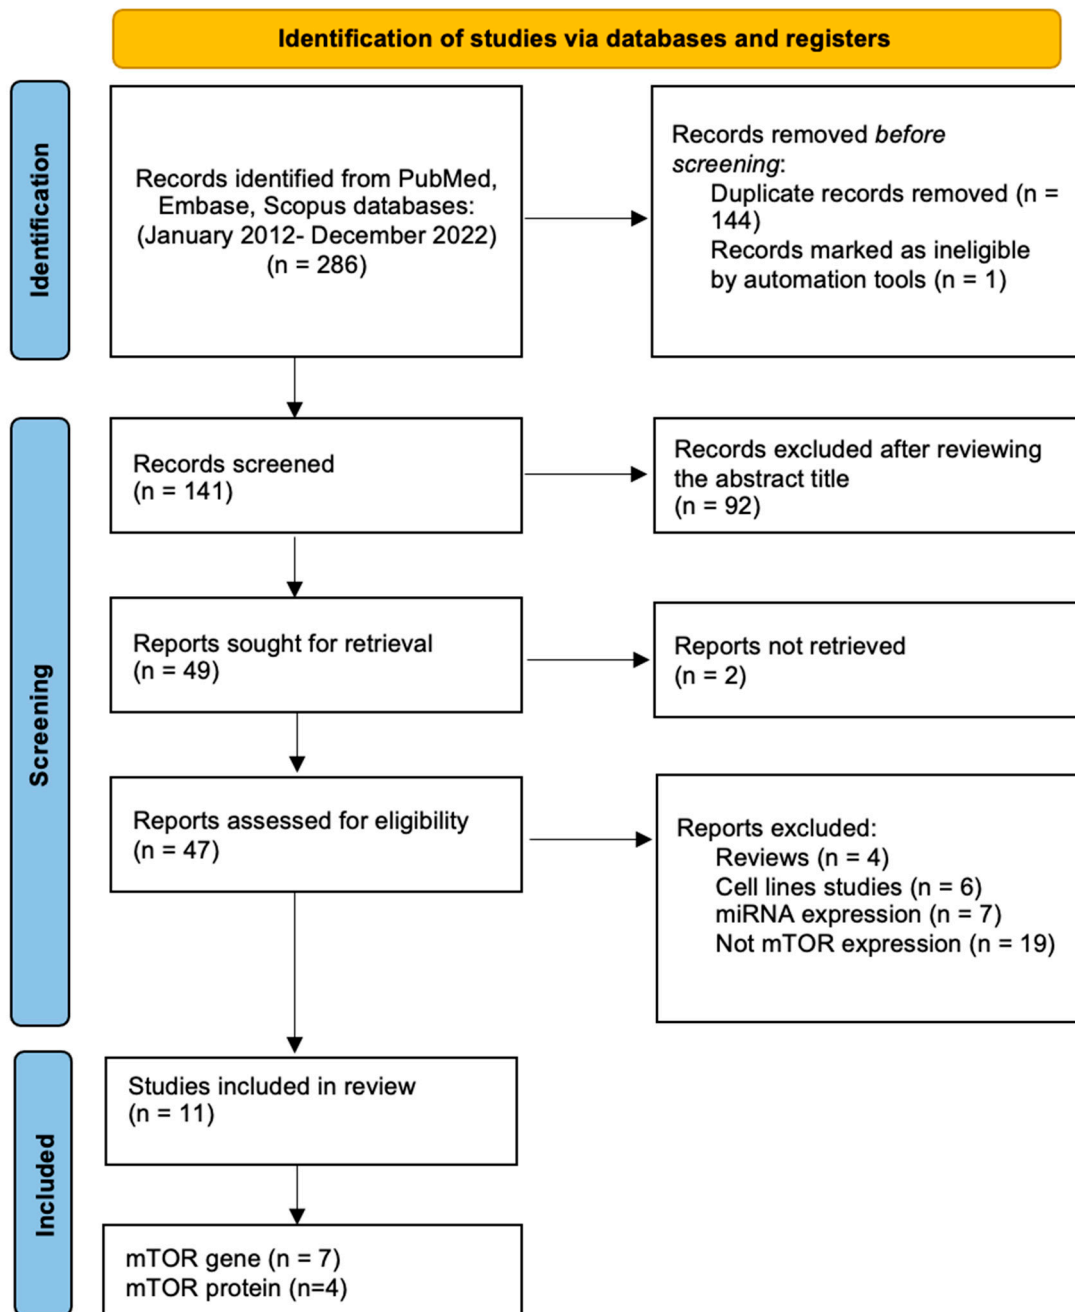 Identification of studies via databases and registers
Identification
Records identified from PubMed,
Embase, Scopus databases:
(January 2012- December 2022)
(n = 286)
Records removed before
screening:
Duplicate records removed (n =
144)
Records marked as ineligible
by automation tools (n = 1)
Screening
Records screened
(n = 141)
Records excluded after reviewing
the abstract title
(n = 92)
Reports sought for retrieval
(n = 49)
Reports not retrieved
(n = 2)
Reports assessed for eligibility
(n = 47)
Reports excluded:
Reviews (n = 4)
Cell lines studies (n = 6)
miRNA expression (n = 7)
Not mTOR expression (n = 19)
Included
Studies included in review
(n = 11)
mTOR gene (n = 7)
mTOR protein (n=4)